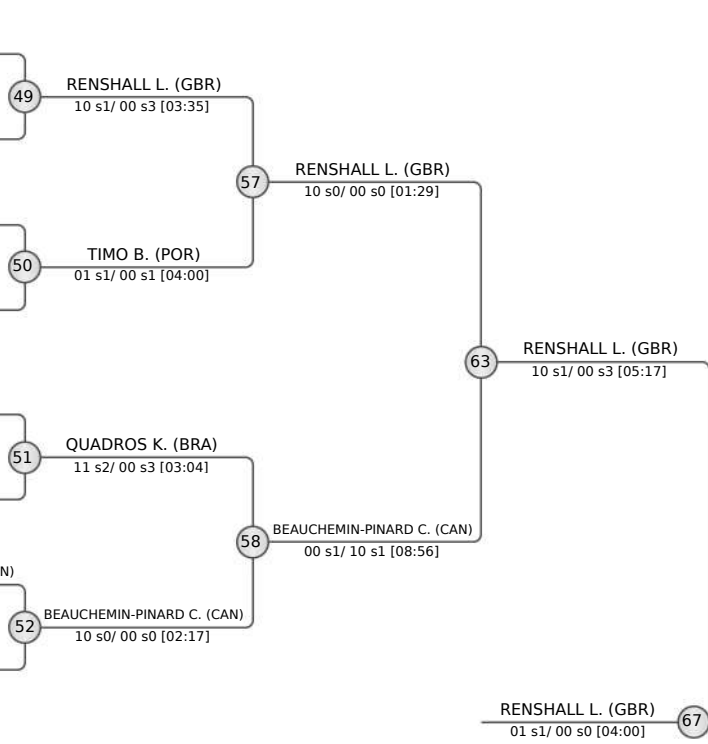 49
RENSHALL L. (GBR)
10 s1/ 00 s3 [03:35]
57
RENSHALL L. (GBR)
10 s0/ 00 s0 [01:29]
50
TIMO B. (POR)
01 s1/ 00 s1 [04:00]
63
RENSHALL L. (GBR)
10 s1/ 00 s3 [05:17]
51
QUADROS K. (BRA)
11 s2/ 00 s3 [03:04]
58
BEAUCHEMIN-PINARD C. (CAN)
00 s1/ 10 s1 [08:56]
N)
52
BEAUCHEMIN-PINARD C. (CAN)
10 s0/ 00 s0 [02:17]
RENSHALL L. (GBR)
01 s1/ 00 s0 [04:00]
67